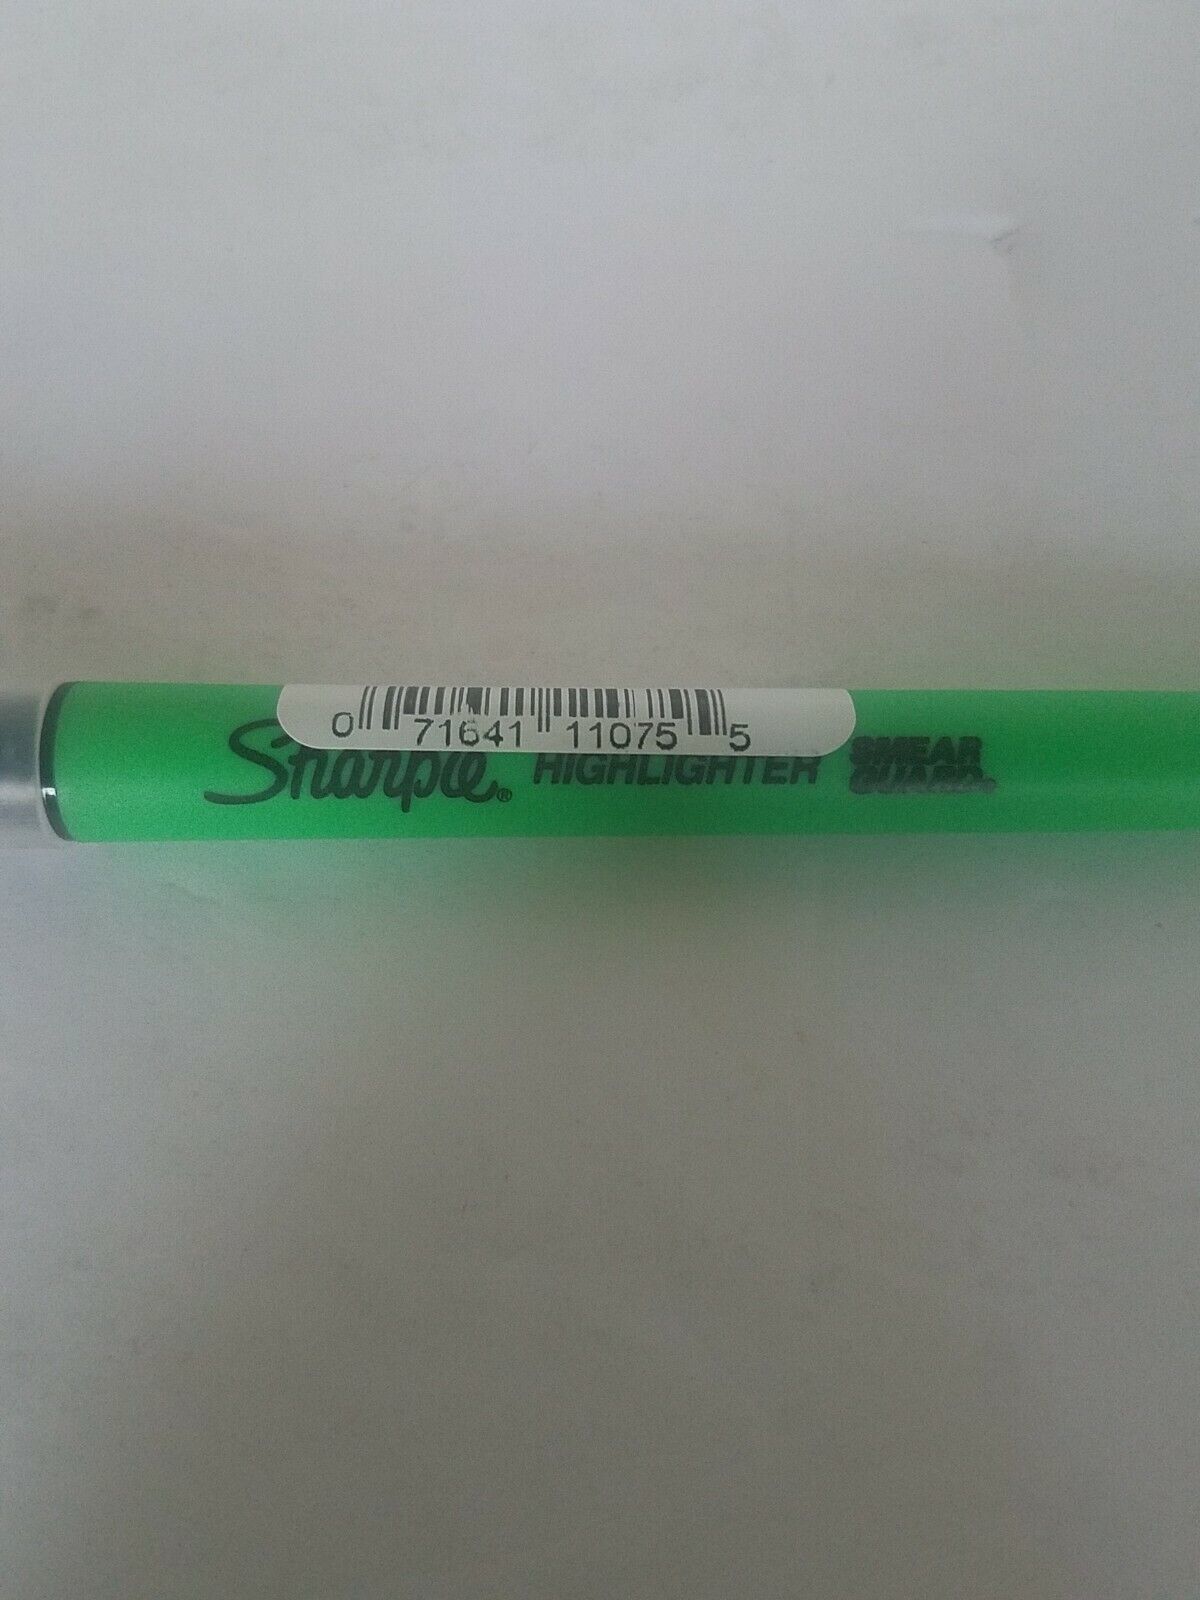 0 71641 11075 5
Sharpie® HIGHLIGHTER SMEAR
GUARD®